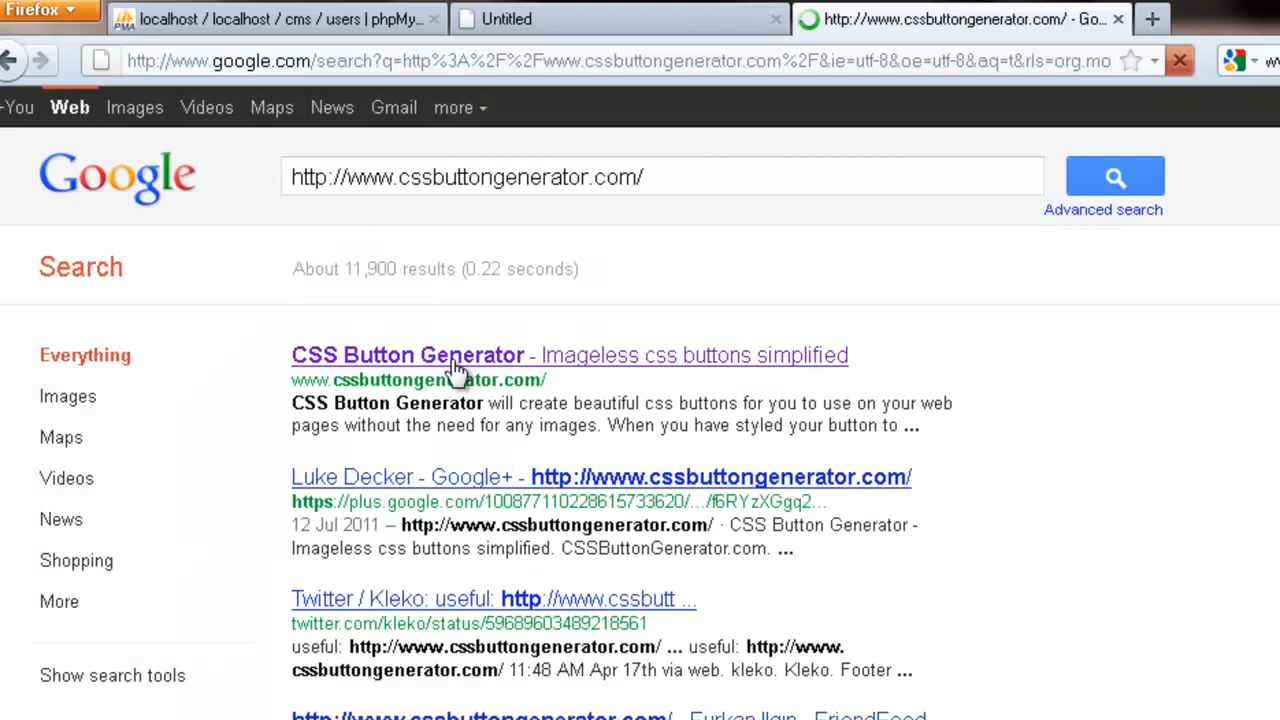 Firefox
localhost / localhost / cms / users | phpMy...
Untitled
http://www.cssbuttongenerator.com/ - Go...
http://www.google.com/search?q=http%3A%2F%2Fwww.cssbuttongenerator.com%2F&ie=utf-8&oe=utf-8&aq=t&rls=org.mo
+You Web Images Videos Maps News Gmail more
Google
http://www.cssbuttongenerator.com/
Advanced search
Search
About 11,900 results (0.22 seconds)
Everything
Images
Maps
Videos
News
Shopping
More
Show search tools
CSS Button Generator - Imageless css buttons simplified
www.cssbuttongenerator.com/
CSS Button Generator will create beautiful css buttons for you to use on your web
pages without the need for any images. When you have styled your button to ...
Luke Decker - Google+ - http://www.cssbuttongenerator.com/
https://plus.google.com/100877110228615733620/.../f6RYzXGgq2...
12 Jul 2011 – http://www.cssbuttongenerator.com/ · CSS Button Generator -
Imageless css buttons simplified. CSSButtonGenerator.com. ...
Twitter / Kleko: useful: http://www.cssbutt ...
twitter.com/kleko/status/59689603489218561
useful: http://www.cssbuttongenerator.com/ ... useful: http://www.
cssbuttongenerator.com/ 11:48 AM Apr 17th via web. kleko. Kleko. Footer ...
http://www.cssbuttongenerator.com/ - Furkan Ilgin - FriendFeed